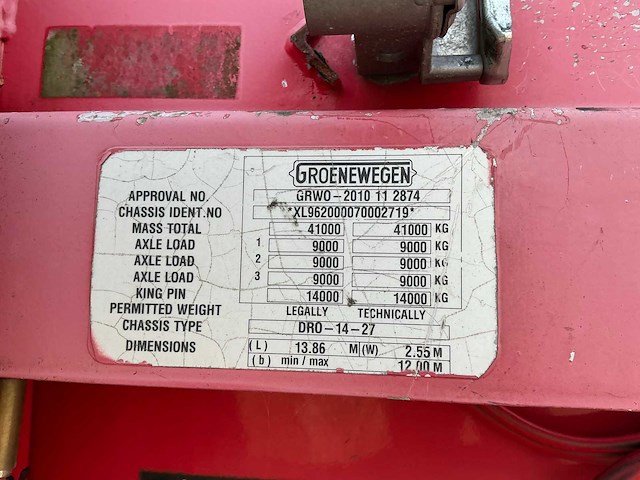 GROENEWEGEN
APPROVAL NO. GRWO-2010 11 2874
CHASSIS IDENT.NO *XL962000070002719*
MASS TOTAL 41000 41000 KG
AXLE LOAD 1 9000 9000 KG
AXLE LOAD 2 9000 9000 KG
AXLE LOAD 3 9000 9000 KG
KING PIN 14000 14000 KG
PERMITTED WEIGHT LEGALLY TECHNICALLY
CHASSIS TYPE DRO-14-27
DIMENSIONS (L) 13.86 M (W) 2.55 M
(b) min / max 12.00 M